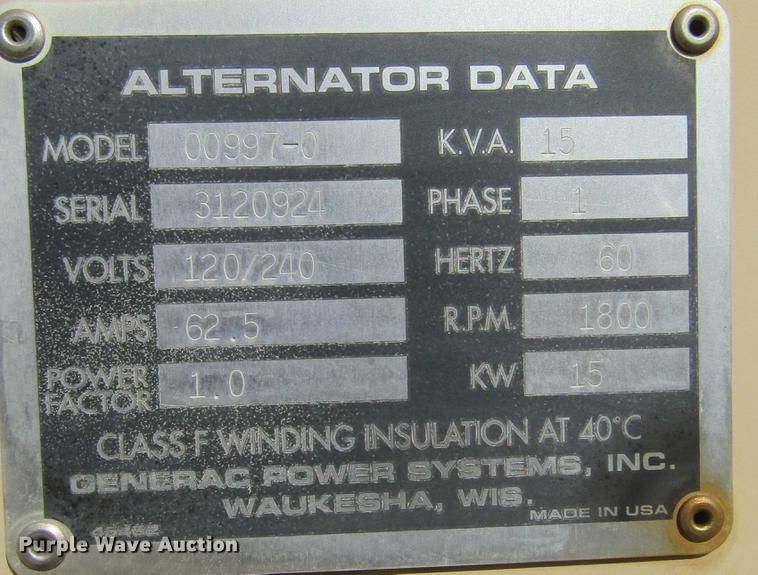 ALTERNATOR DATA
MODEL 00997-0 K.V.A. 15
SERIAL 3120924 PHASE 1
VOLTS 120/240 HERTZ 60
AMPS 62.5 R.P.M. 1800
POWER FACTOR 1.0 KW 15
CLASS F WINDING INSULATION AT 40°C
GENERAC POWER SYSTEMS, INC.
WAUKESHA, WIS.
MADE IN USA
Purple Wave Auction